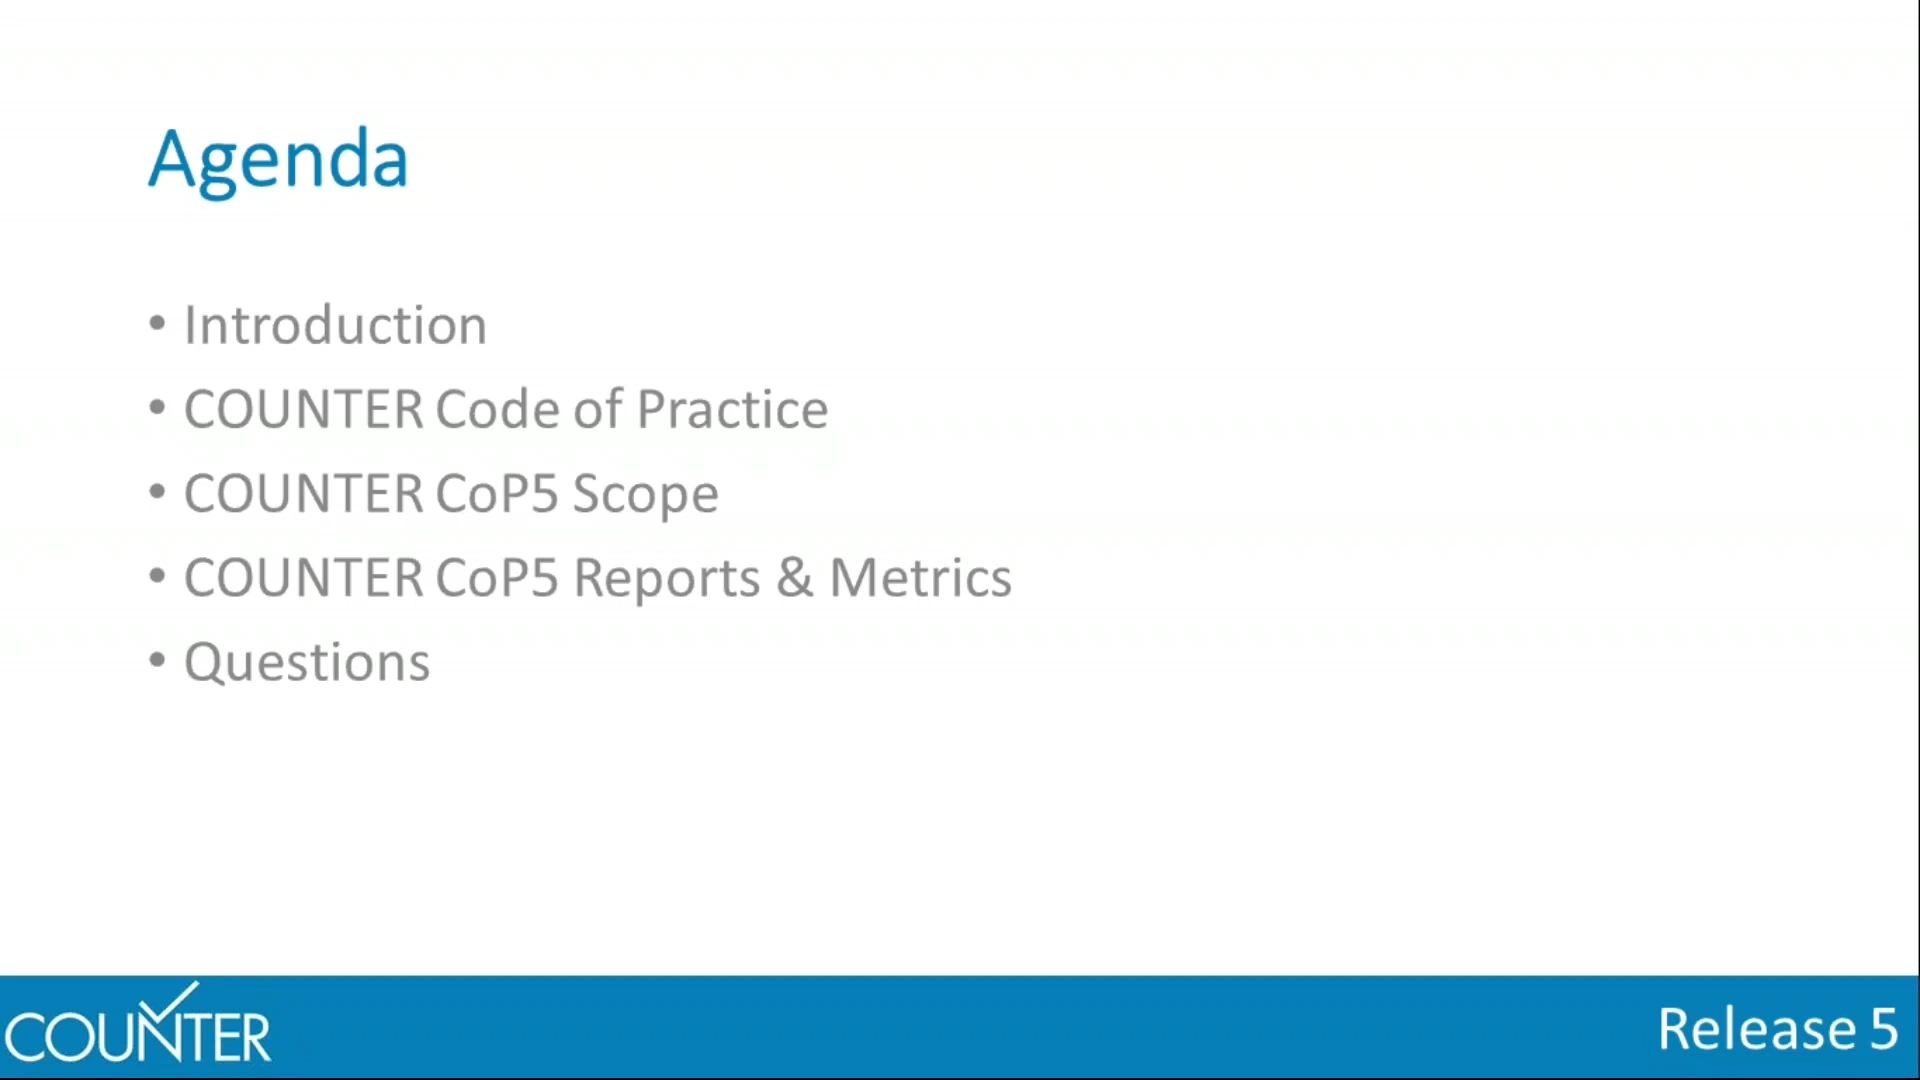 Agenda
• Introduction
• COUNTER Code of Practice
• COUNTER CoP5 Scope
• COUNTER CoP5 Reports & Metrics
• Questions
COUNTER
Release 5